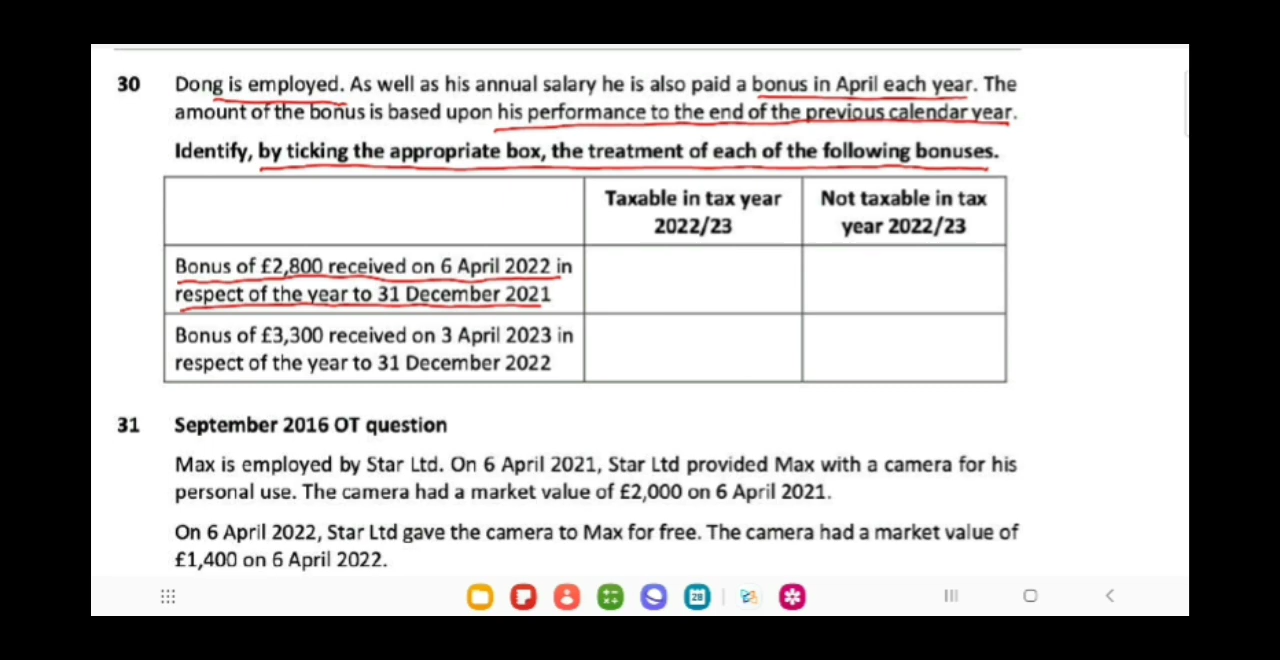 30 Dong is employed. As well as his annual salary he is also paid a bonus in April each year. The
amount of the bonus is based upon his performance to the end of the previous calendar year.
Identify, by ticking the appropriate box, the treatment of each of the following bonuses.
Taxable in tax year 2022/23
Not taxable in tax year 2022/23
Bonus of £2,800 received on 6 April 2022 in
respect of the year to 31 December 2021
Bonus of £3,300 received on 3 April 2023 in
respect of the year to 31 December 2022
31 September 2016 OT question
Max is employed by Star Ltd. On 6 April 2021, Star Ltd provided Max with a camera for his
personal use. The camera had a market value of £2,000 on 6 April 2021.
On 6 April 2022, Star Ltd gave the camera to Max for free. The camera had a market value of
£1,400 on 6 April 2022.
28